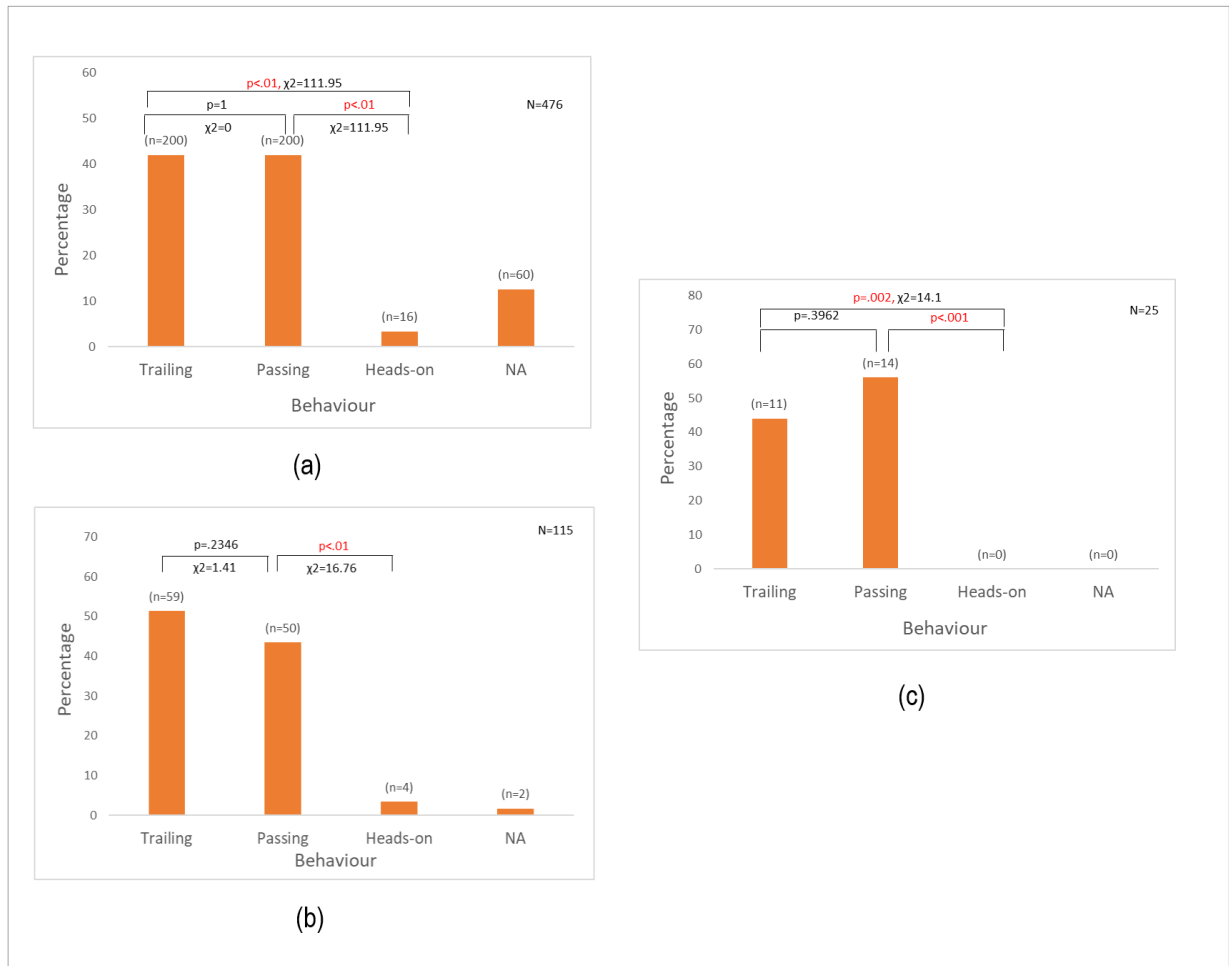 60
50
40
30
20
10
0
Percentage
p<.01, χ2=111.95
p=1
p<.01
χ2=0
χ2=111.95
N=476
(n=200)
(n=200)
(n=16)
(n=60)
Trailing
Passing
Heads-on
NA
Behaviour
(a)
70
60
50
40
30
20
10
0
Percentage
p=.2346
p<.01
χ2=1.41
χ2=16.76
N=115
(n=59)
(n=50)
(n=4)
(n=2)
Trailing
Passing
Heads-on
NA
Behaviour
(b)
80
70
60
50
40
30
20
10
0
Percentage
p=.002, χ2=14.1
p=.3962
p<.001
N=25
(n=11)
(n=14)
(n=0)
(n=0)
Trailing
Passing
Heads-on
NA
Behaviour
(c)